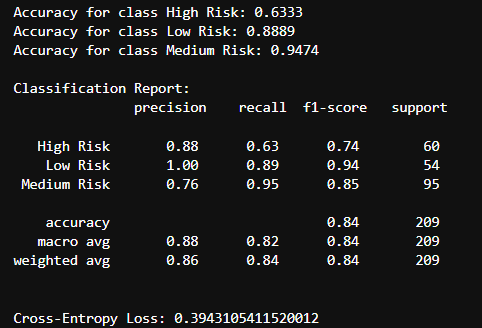 Accuracy for class High Risk: 0.6333
Accuracy for class Low Risk: 0.8889
Accuracy for class Medium Risk: 0.9474
Classification Report:
precision recall f1-score support
High Risk 0.88 0.63 0.74 60
Low Risk 1.00 0.89 0.94 54
Medium Risk 0.76 0.95 0.85 95
accuracy 0.84 209
macro avg 0.88 0.82 0.84 209
weighted avg 0.86 0.84 0.84 209
Cross-Entropy Loss: 0.3943105411520012